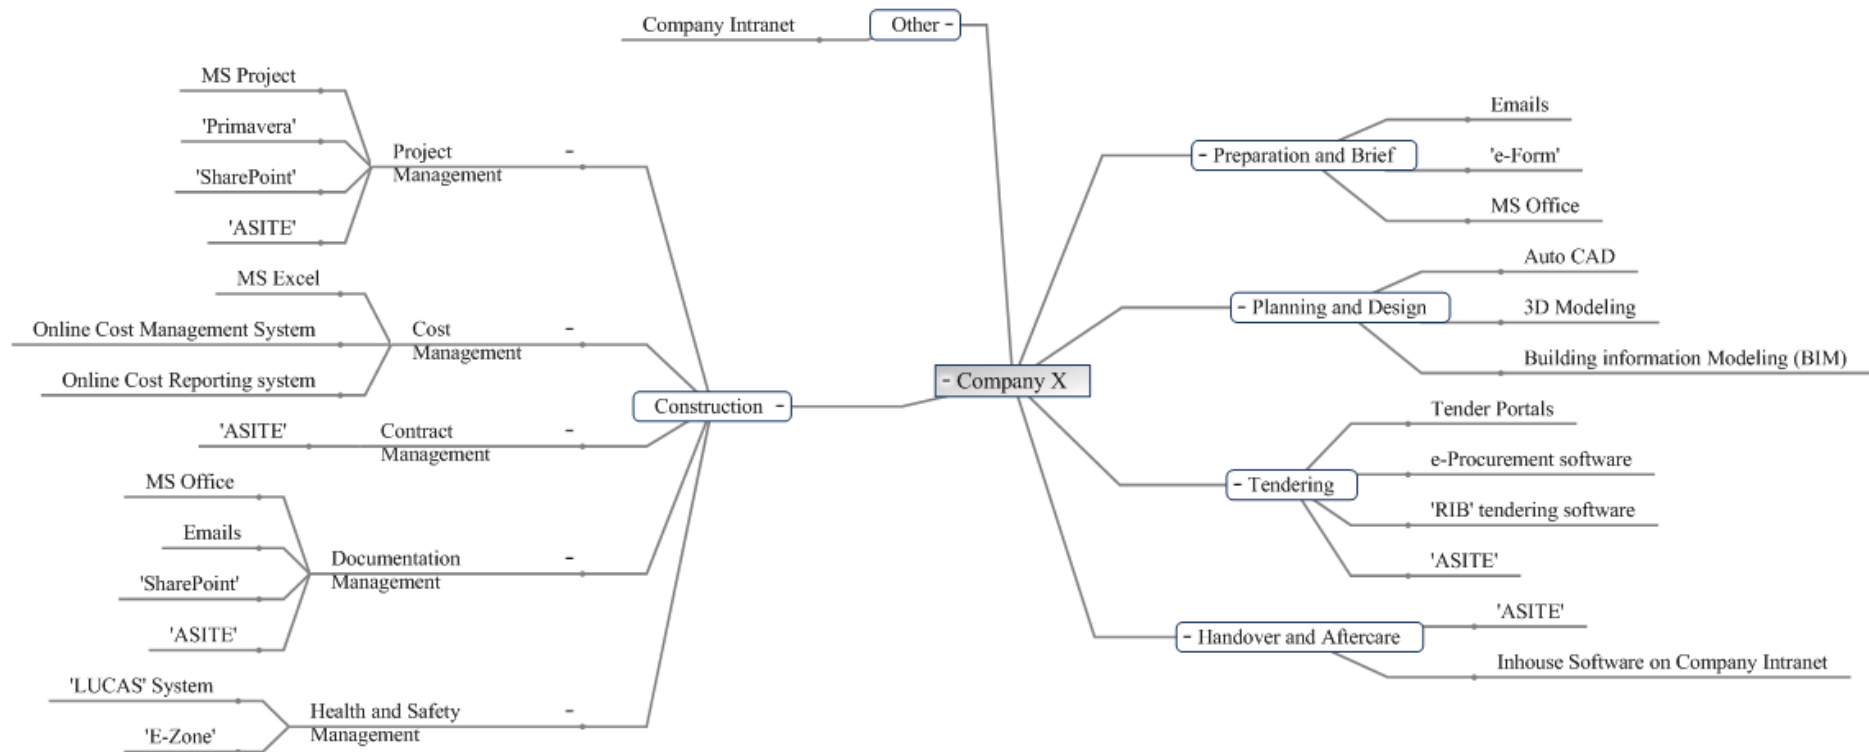 Company Intranet
Other -
MS Project
'Primavera'
'SharePoint'
'ASITE'
Project -
Management
MS Excel
Online Cost Management System
Online Cost Reporting system
Cost -
Management
'ASITE'
Contract -
Management
MS Office
Emails
'SharePoint'
'ASITE'
Documentation -
Management
'LUCAS' System
'E-Zone'
Health and Safety -
Management
Construction -
- Company X
- Preparation and Brief
Emails
'e-Form'
MS Office
- Planning and Design
Auto CAD
3D Modeling
Building information Modeling (BIM)
- Tendering
Tender Portals
e-Procurement software
'RIB' tendering software
'ASITE'
- Handover and Aftercare
'ASITE'
Inhouse Software on Company Intranet